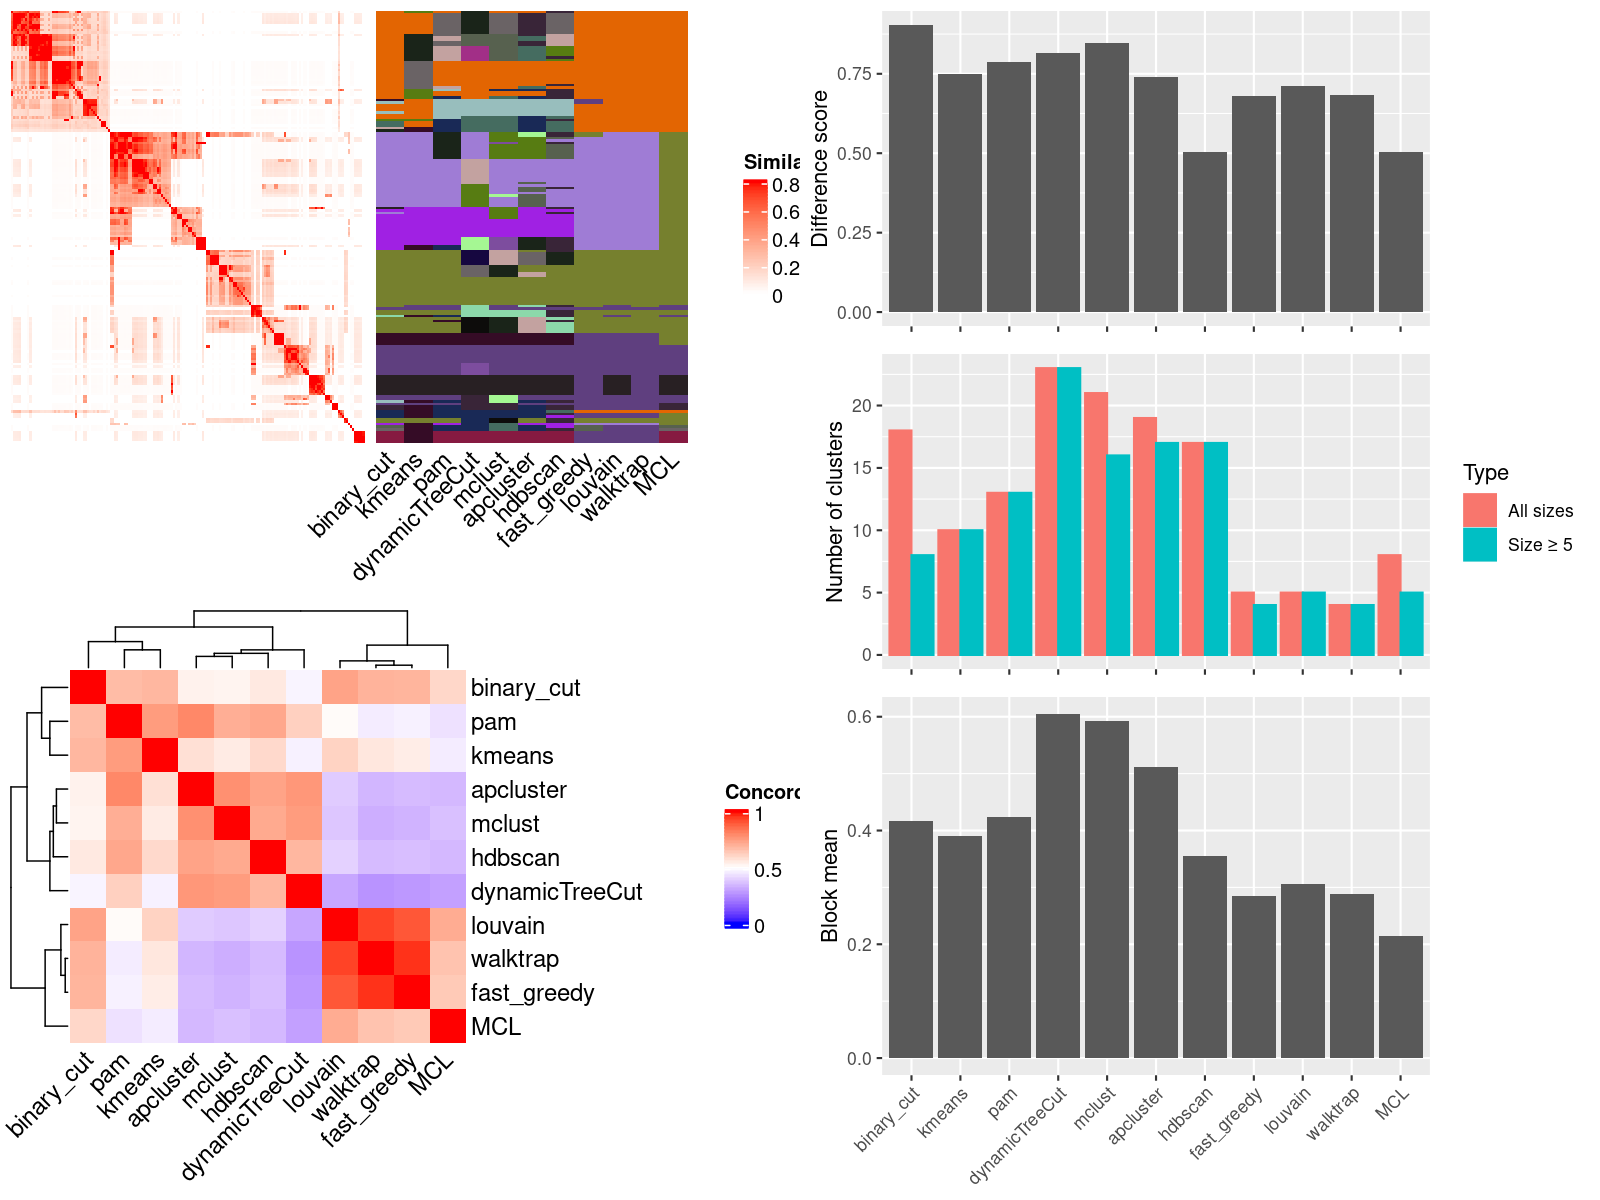 Simila
0.8
0.6
0.4
0.2
0
binary_cut
kmeans
pam
dynamicTreeCut
mclust
apcluster
hdbscan
fast_greedy
louvain
walktrap
MCL
binary_cut
pam
kmeans
apcluster
mclust
hdbscan
dynamicTreeCut
louvain
walktrap
fast_greedy
MCL
binary_cut
pam
kmeans
apcluster
mclust
hdbscan
dynamicTreeCut
louvain
walktrap
fast_greedy
MCL
Concord
1
0.5
0
Difference score
0.75
0.50
0.25
0.00
Number of clusters
20
15
10
5
0
Type
All sizes
Size ≥ 5
Block mean
0.6
0.4
0.2
0.0
binary_cut
kmeans
pam
dynamicTreeCut
mclust
apcluster
hdbscan
fast_greedy
louvain
walktrap
MCL